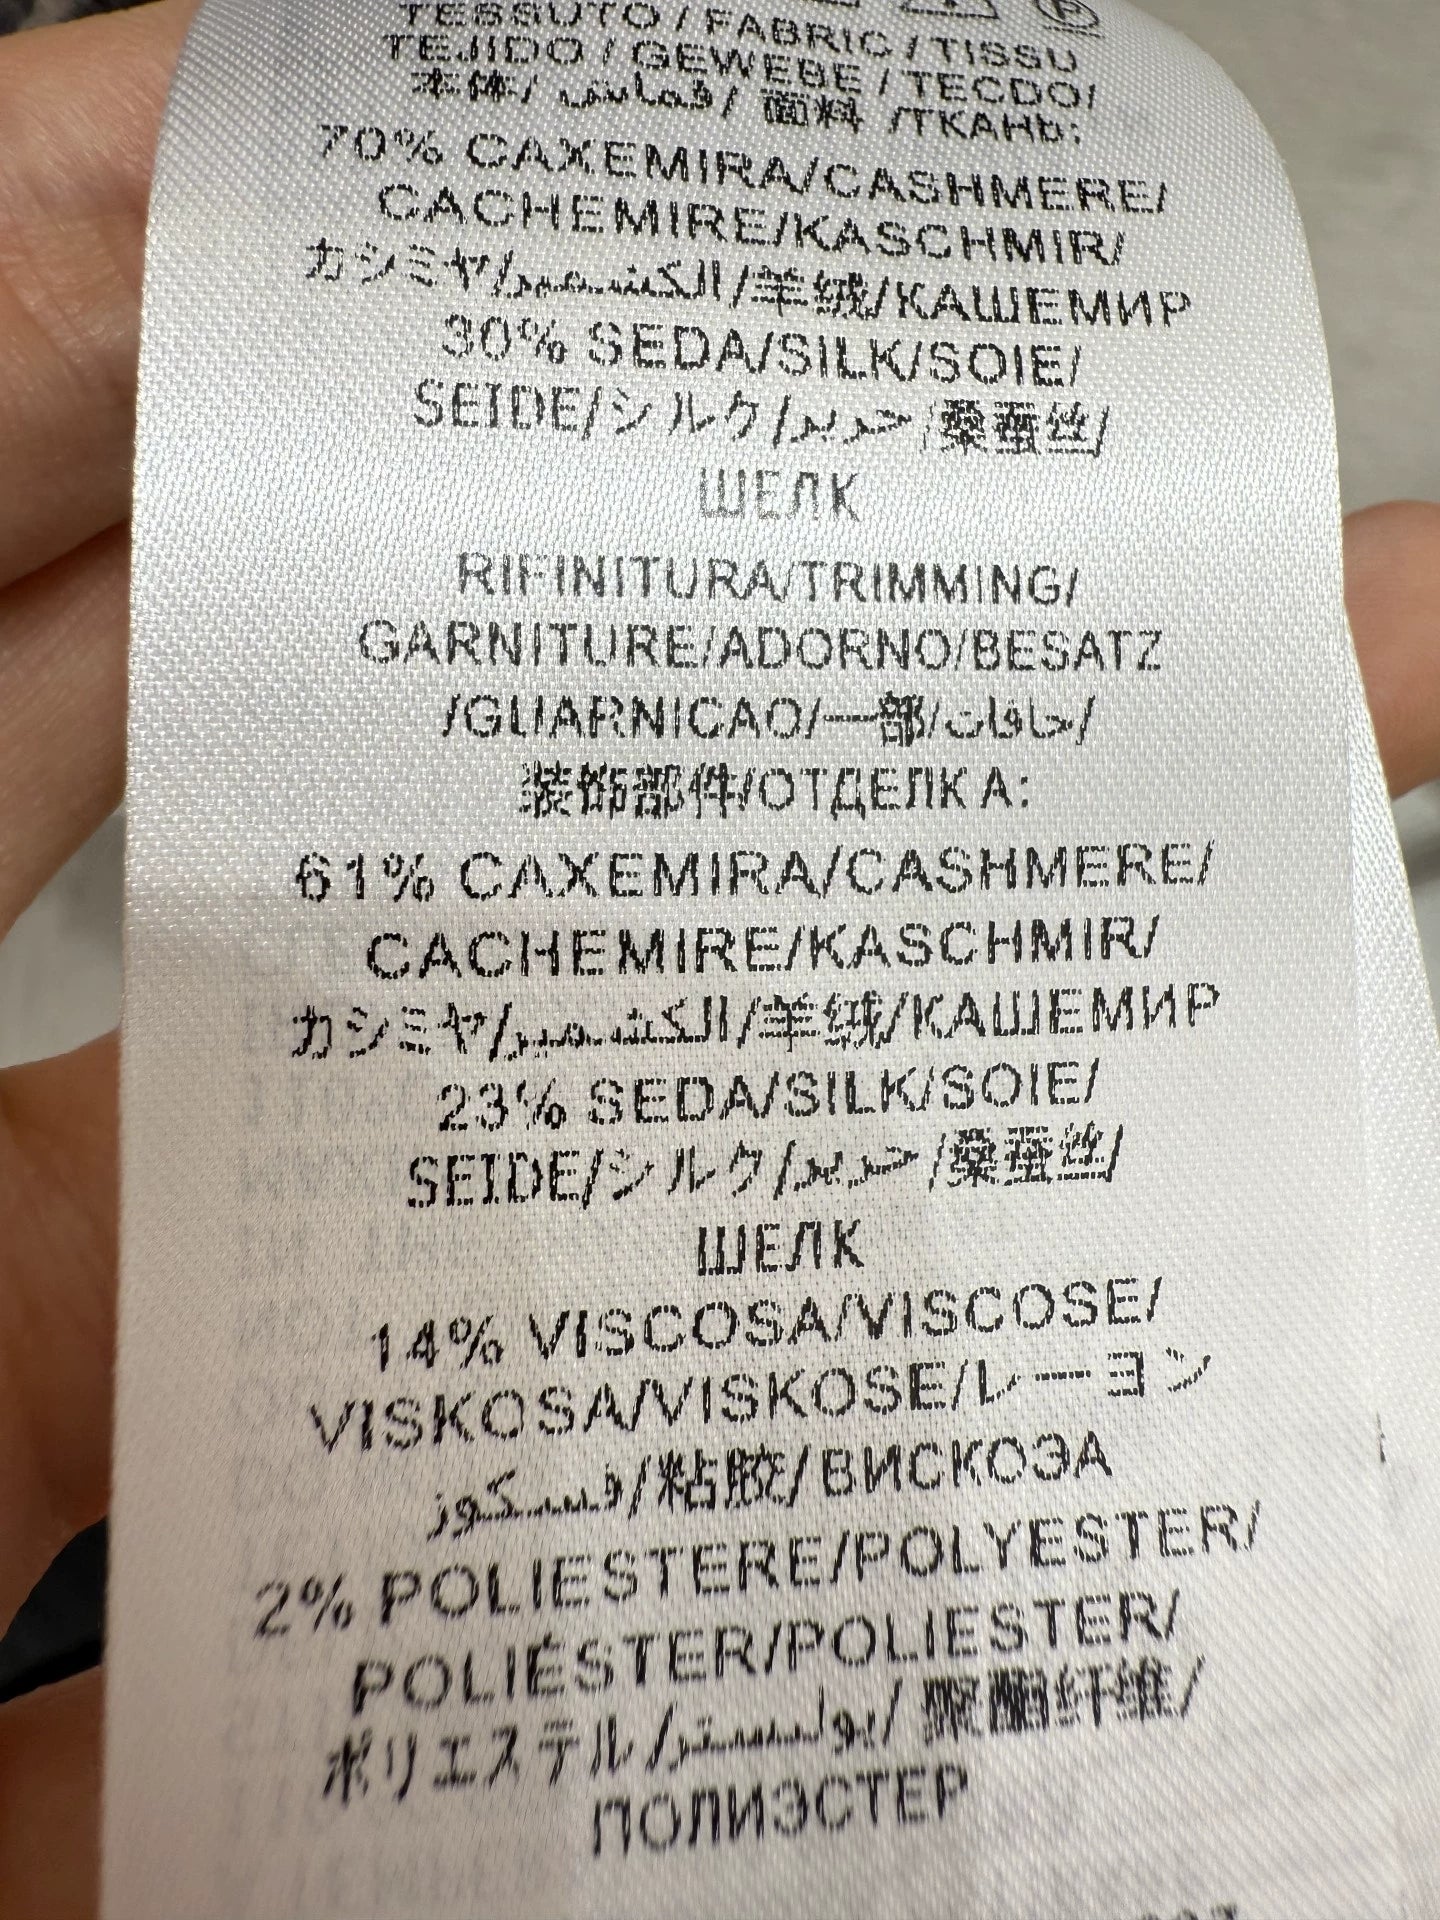 TESSUTO / FABRIC / TISSU
TEJIDO / GEWEBE / TECDO/
本体/ قماش/ 面料 /ТКАНЬ:
70% CAXEMIRA/CASHMERE/
CACHEMIRE/KASCHMIR/
カシミヤ/الكشمير/羊绒/КАШЕМИР
30% SEDA/SILK/SOIE/
SEIDE/シルク/حرير/桑蚕丝/
ШЕЛК
RIFINITURA/TRIMMING/
GARNITURE/ADORNO/BESATZ
/GUARNICAO/一部/حافات/
装饰部件/ОТДЕЛКА:
61% CAXEMIRA/CASHMERE/
CACHEMIRE/KASCHMIR/
カシミヤ/الكشمير/羊绒/КАШЕМИР
23% SEDA/SILK/SOIE/
SEIDE/シルク/حرير/桑蚕丝/
ШЕЛК
14% VISCOSA/VISCOSE/
VISKOSA/VISKOSE/レーヨン
فسكوز/粘胶/ВИСКОЗА
2% POLIESTERE/POLYESTER/
POLIÉSTER/POLIESTER/
ポリエステル/بوليستر/聚酯纤维/
ПОЛИЭСТЕР